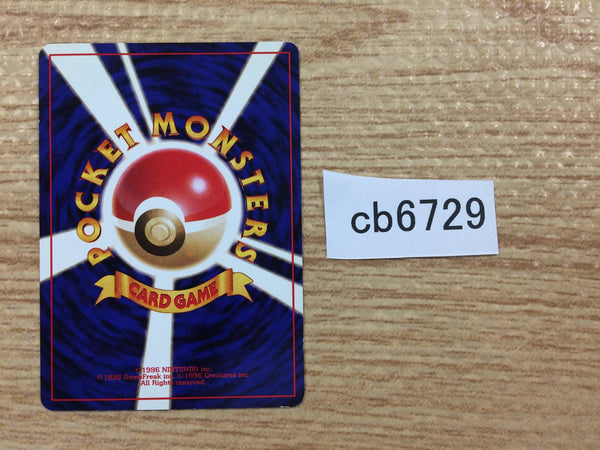 POCKET MONSTERS
CARD GAME
©1996 NINTENDO inc.
©1996 GameFreak inc. ©1996 Creatures inc.
All Rights reserved.
cb6729